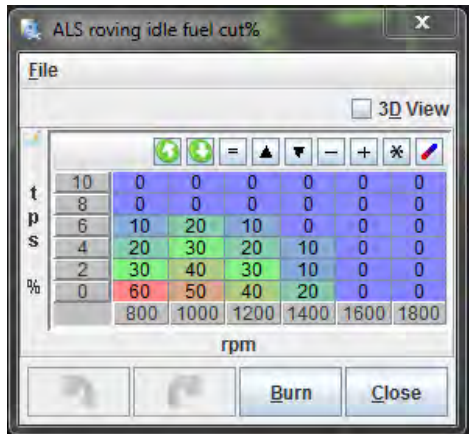 ALS roving idle fuel cut% x
File
3D View
= - + *
tps % 10 0 0 0 0 0 0
8 0 0 0 0 0 0
6 10 20 10 0 0 0
4 20 30 20 10 0 0
2 30 40 30 10 0 0
0 60 50 40 20 0 0
800 1000 1200 1400 1600 1800
rpm
Burn Close